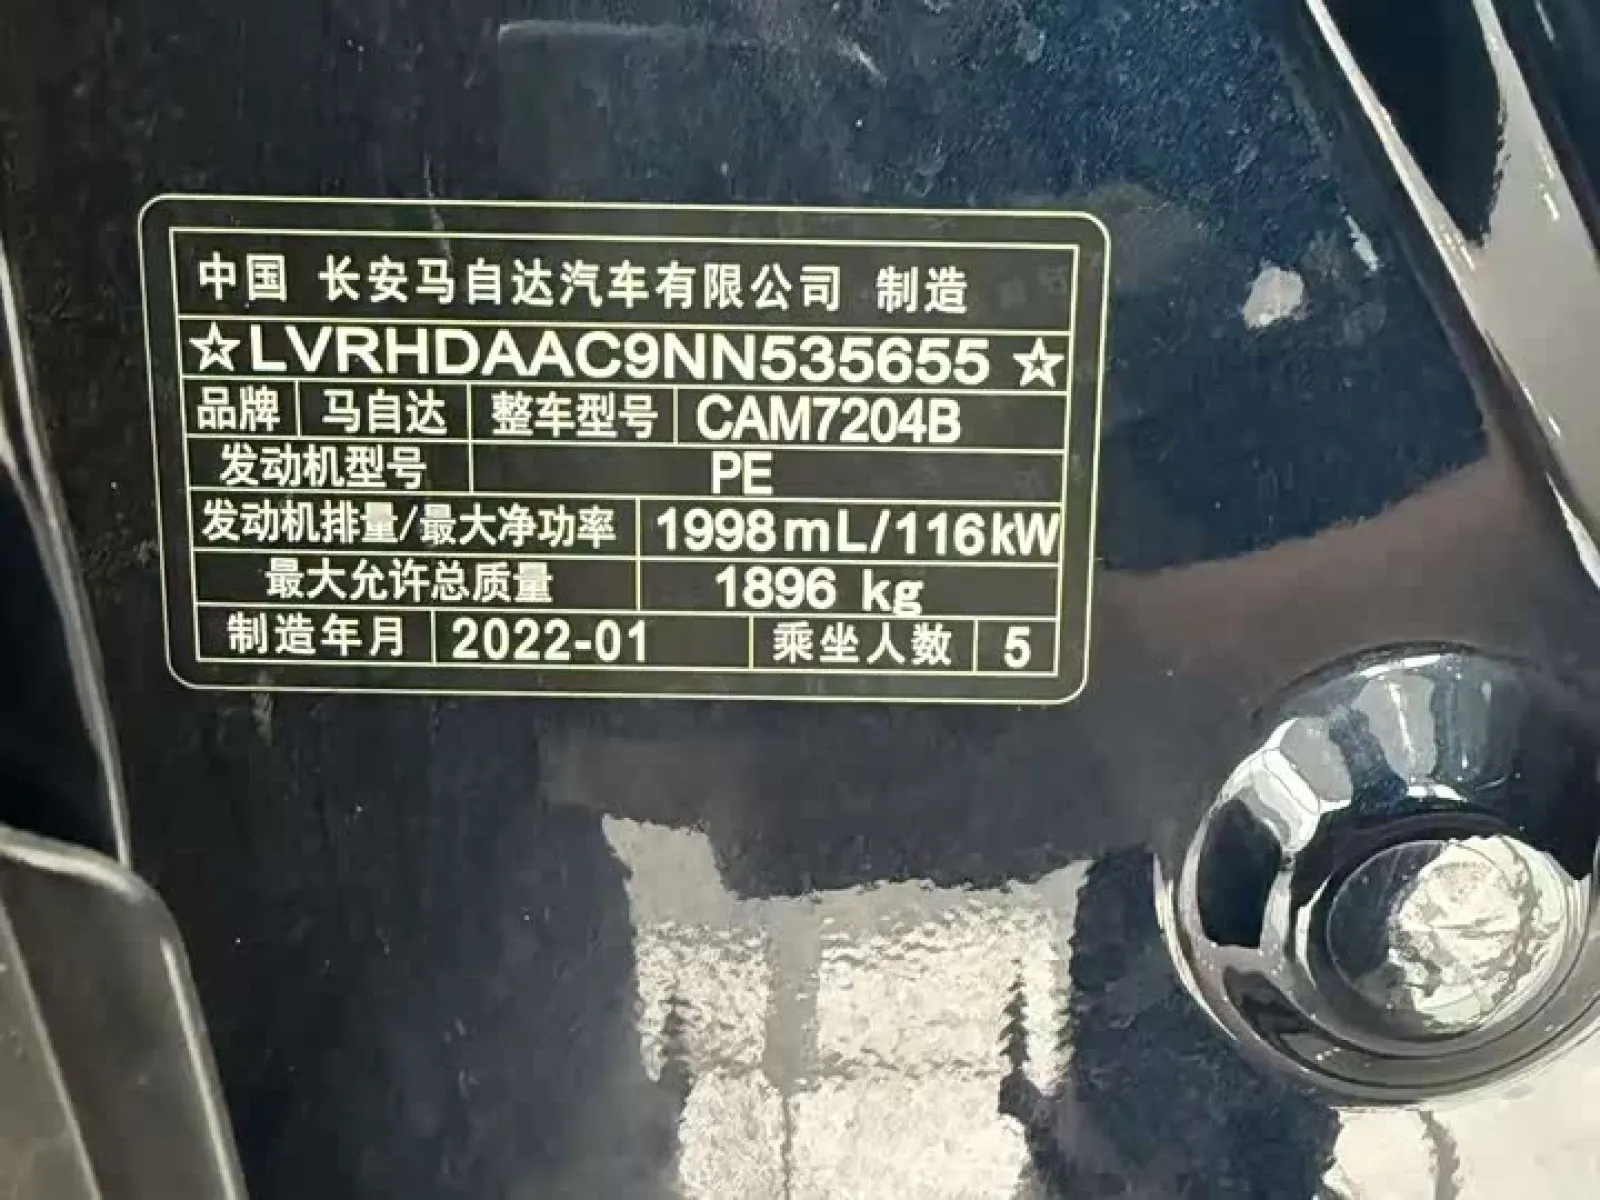 中国 长安马自达汽车有限公司 制造
☆LVRHDAAC9NN535655☆
品牌 马自达 整车型号 CAM7204B
发动机型号 PE
发动机排量/最大净功率 1998mL/116kW
最大允许总质量 1896 kg
制造年月 2022-01 乘坐人数 5